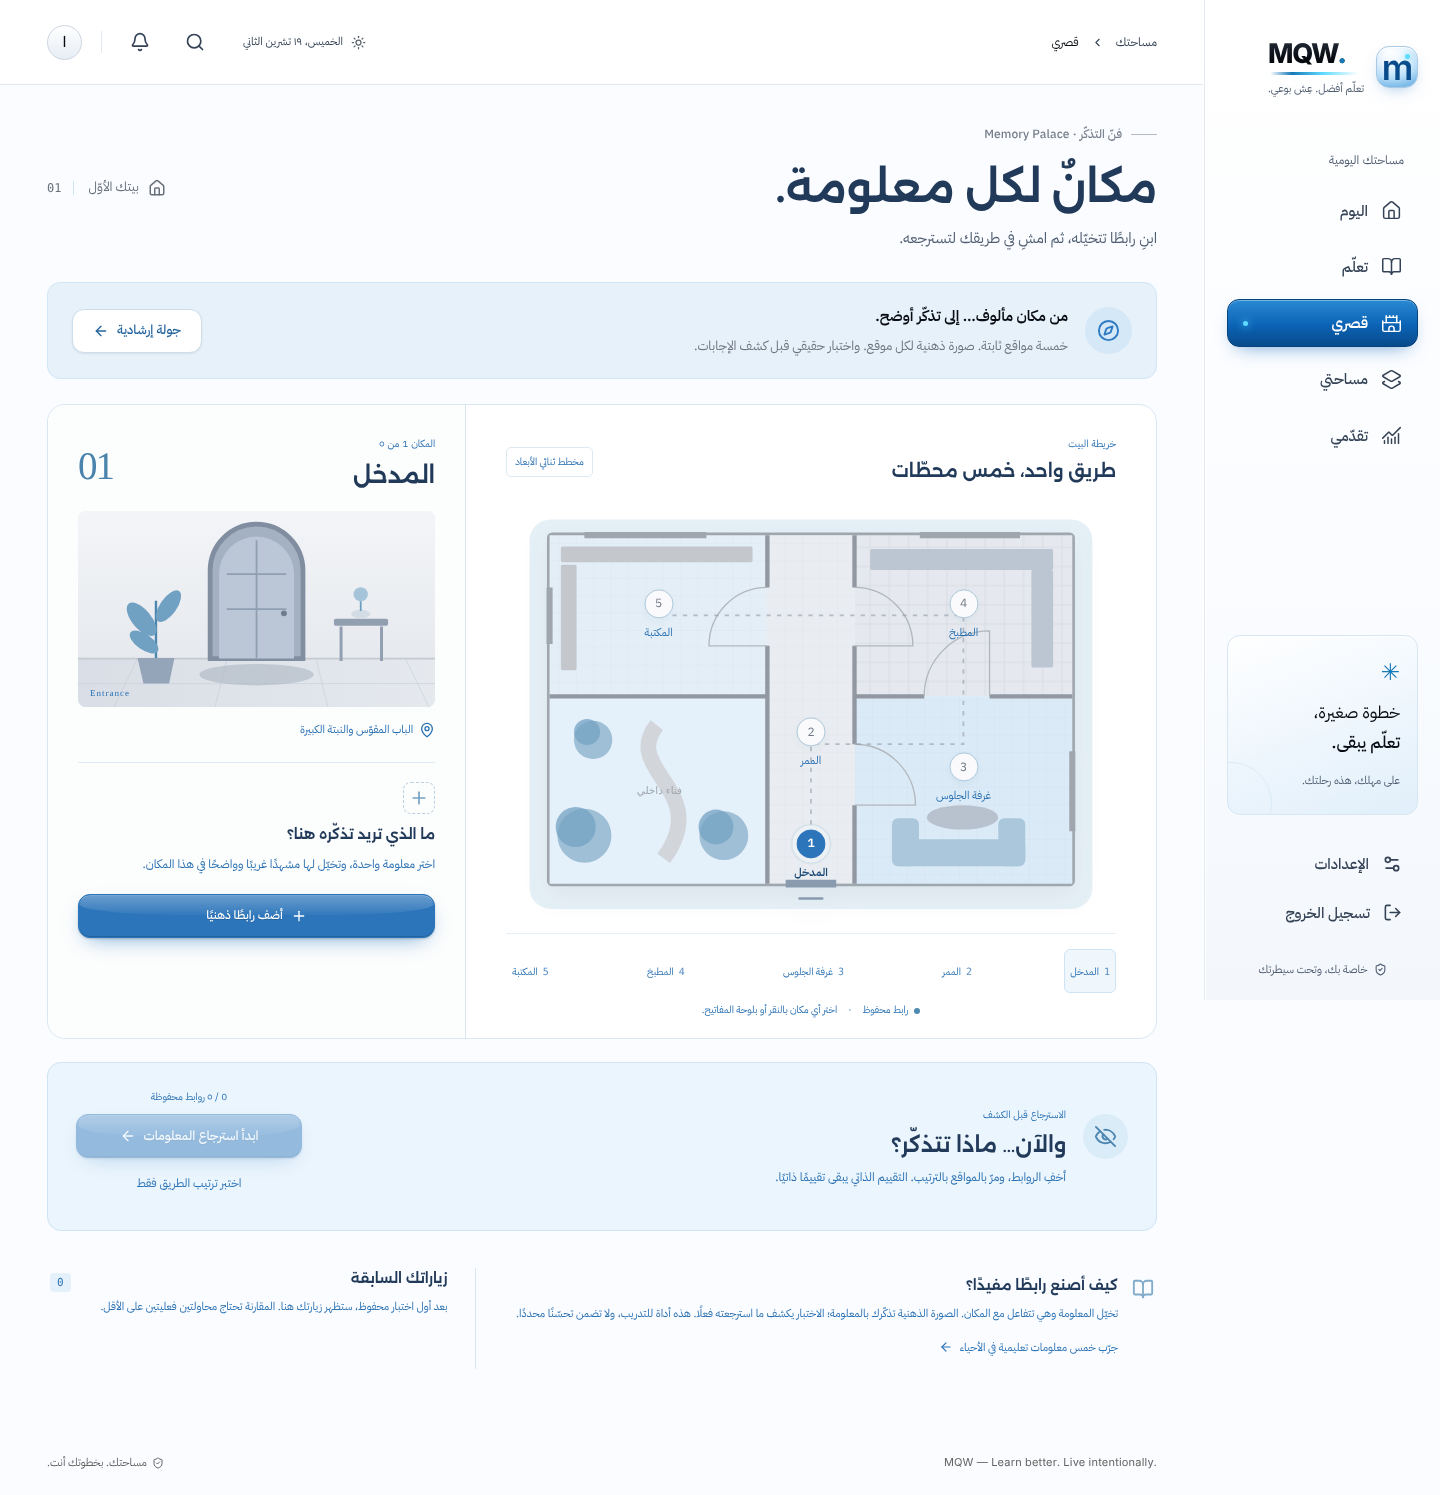 m
MQW.
تعلّم أفضل. عِش بوعي.
مساحتك اليومية
اليوم
تعلّم
قصري
مساحتي
تقدّمي
خطوة صغيرة،
تعلّم يبقى.
على مهلك، هذه رحلتك.
الإعدادات
تسجيل الخروج
خاصة بك، وتحت سيطرتك
مساحتك › قصري
الخميس، ١٩ تشرين الثاني
ا
فنّ التذكّر · Memory Palace
مكانٌ لكل معلومة.
ابنِ رابطًا تتخيّله، ثم امشِ في طريقك لتسترجعه.
بيتك الأوّل
01
من مكان مألوف… إلى تذكّر أوضح.
خمسة مواقع ثابتة. صورة ذهنية لكل موقع. واختبار حقيقي قبل كشف الإجابات.
جولة إرشادية
خريطة البيت
طريق واحد، خمس محطّات
مخطط ثنائي الأبعاد
5
المكتبة
4
المطبخ
2
الممر
3
غرفة الجلوس
فناء داخلي
1
المدخل
1 المدخل
2 الممر
3 غرفة الجلوس
4 المطبخ
5 المكتبة
رابط محفوظ · اختر أي مكان بالنقر أو بلوحة المفاتيح.
المكان 1 من ٥
المدخل
01
Entrance
الباب المقوّس والنبتة الكبيرة
ما الذي تريد تذكّره هنا؟
اختر معلومة واحدة، وتخيّل لها مشهدًا غريبًا وواضحًا في هذا المكان.
أضف رابطًا ذهنيًا
الاسترجاع قبل الكشف
والآن… ماذا تتذكّر؟
أخفِ الروابط، ومرّ بالمواقع بالترتيب. التقييم الذاتي يبقى تقييمًا ذاتيًا.
0 / ٥ روابط محفوظة
ابدأ استرجاع المعلومات
اختبر ترتيب الطريق فقط
كيف أصنع رابطًا مفيدًا؟
تخيّل المعلومة وهي تتفاعل مع المكان. الصورة الذهنية تذكّرك بالمعلومة؛ الاختبار يكشف ما استرجعته فعلًا. هذه أداة للتدريب، ولا تضمن تحسّنًا محددًا.
جرّب خمس معلومات تعليمية في الأحياء
زياراتك السابقة
0
بعد أول اختبار محفوظ، ستظهر زيارتك هنا. المقارنة تحتاج محاولتين فعليتين على الأقل.
MQW — Learn better. Live intentionally.
مساحتك. بخطوتك أنت.